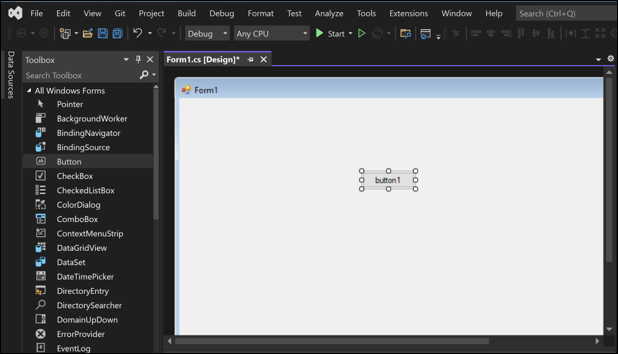 File Edit View Git Project Build Debug Format Test Analyze Tools Extensions Window Help Search (Ctrl+Q)
Debug Any CPU Start
Data Sources
Toolbox
Search Toolbox
All Windows Forms
Pointer
BackgroundWorker
BindingNavigator
BindingSource
Button
CheckBox
CheckedListBox
ColorDialog
ComboBox
ContextMenuStrip
DataGridView
DataSet
DateTimePicker
DirectoryEntry
DirectorySearcher
DomainUpDown
ErrorProvider
EventLog
Form1.cs [Design]*
Form1
button1